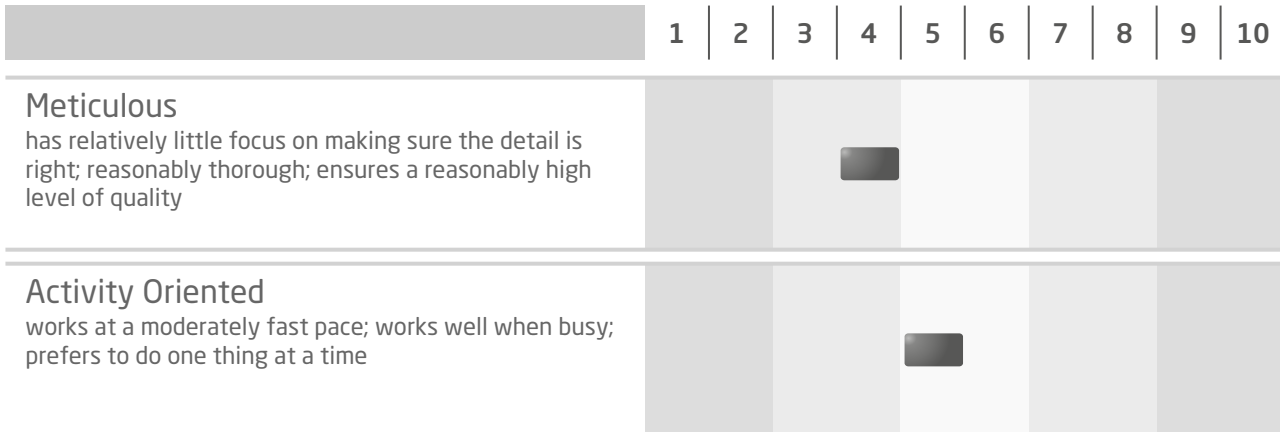 1 2 3 4 5 6 7 8 9 10
Meticulous
has relatively little focus on making sure the detail is
right; reasonably thorough; ensures a reasonably high
level of quality
Activity Oriented
works at a moderately fast pace; works well when busy;
prefers to do one thing at a time